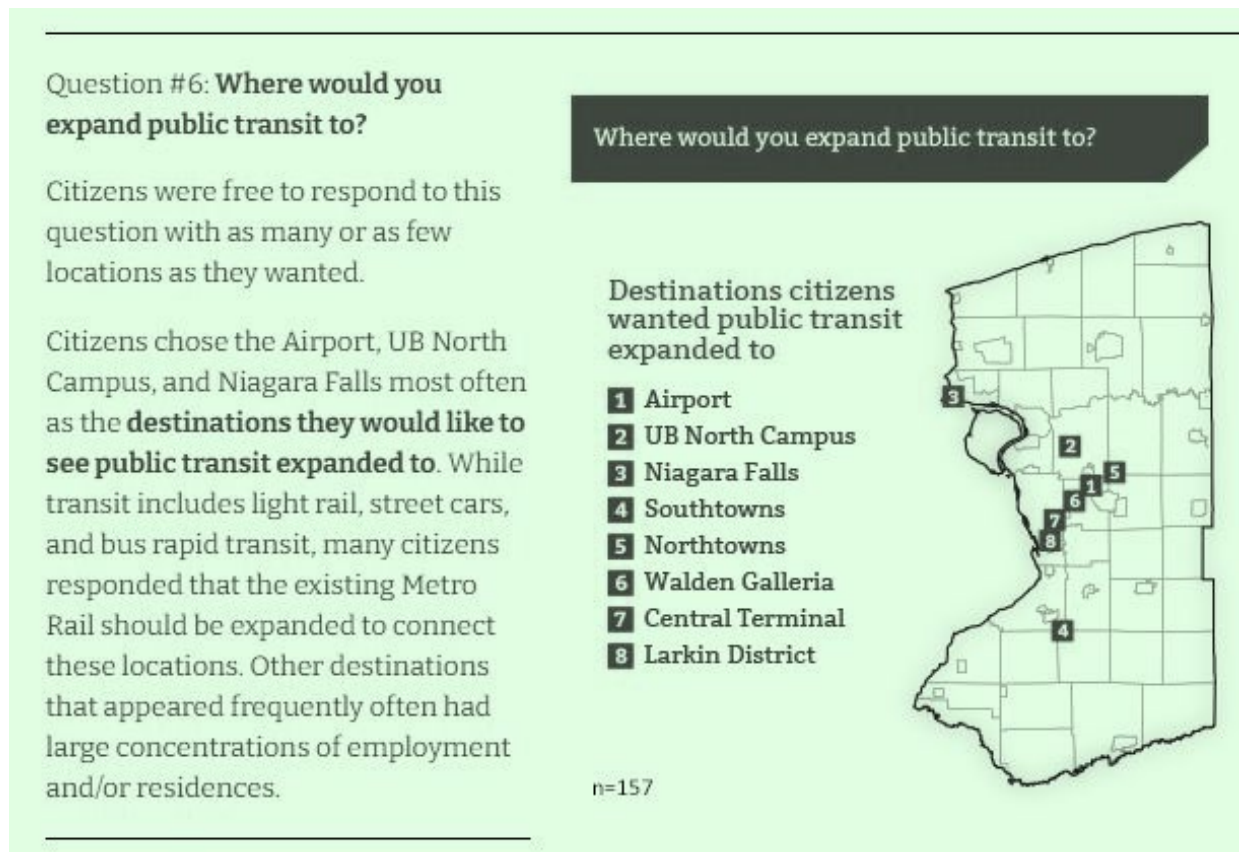 Question #6: Where would you
expand public transit to?
Citizens were free to respond to this
question with as many or as few
locations as they wanted.
Citizens chose the Airport, UB North
Campus, and Niagara Falls most often
as the destinations they would like to
see public transit expanded to. While
transit includes light rail, street cars,
and bus rapid transit, many citizens
responded that the existing Metro
Rail should be expanded to connect
these locations. Other destinations
that appeared frequently often had
large concentrations of employment
and/or residences.
Where would you expand public transit to?
Destinations citizens
wanted public transit
expanded to
1 Airport
2 UB North Campus
3 Niagara Falls
4 Southtowns
5 Northtowns
6 Walden Galleria
7 Central Terminal
8 Larkin District
n=157
3
2
5
1
6
7
8
4